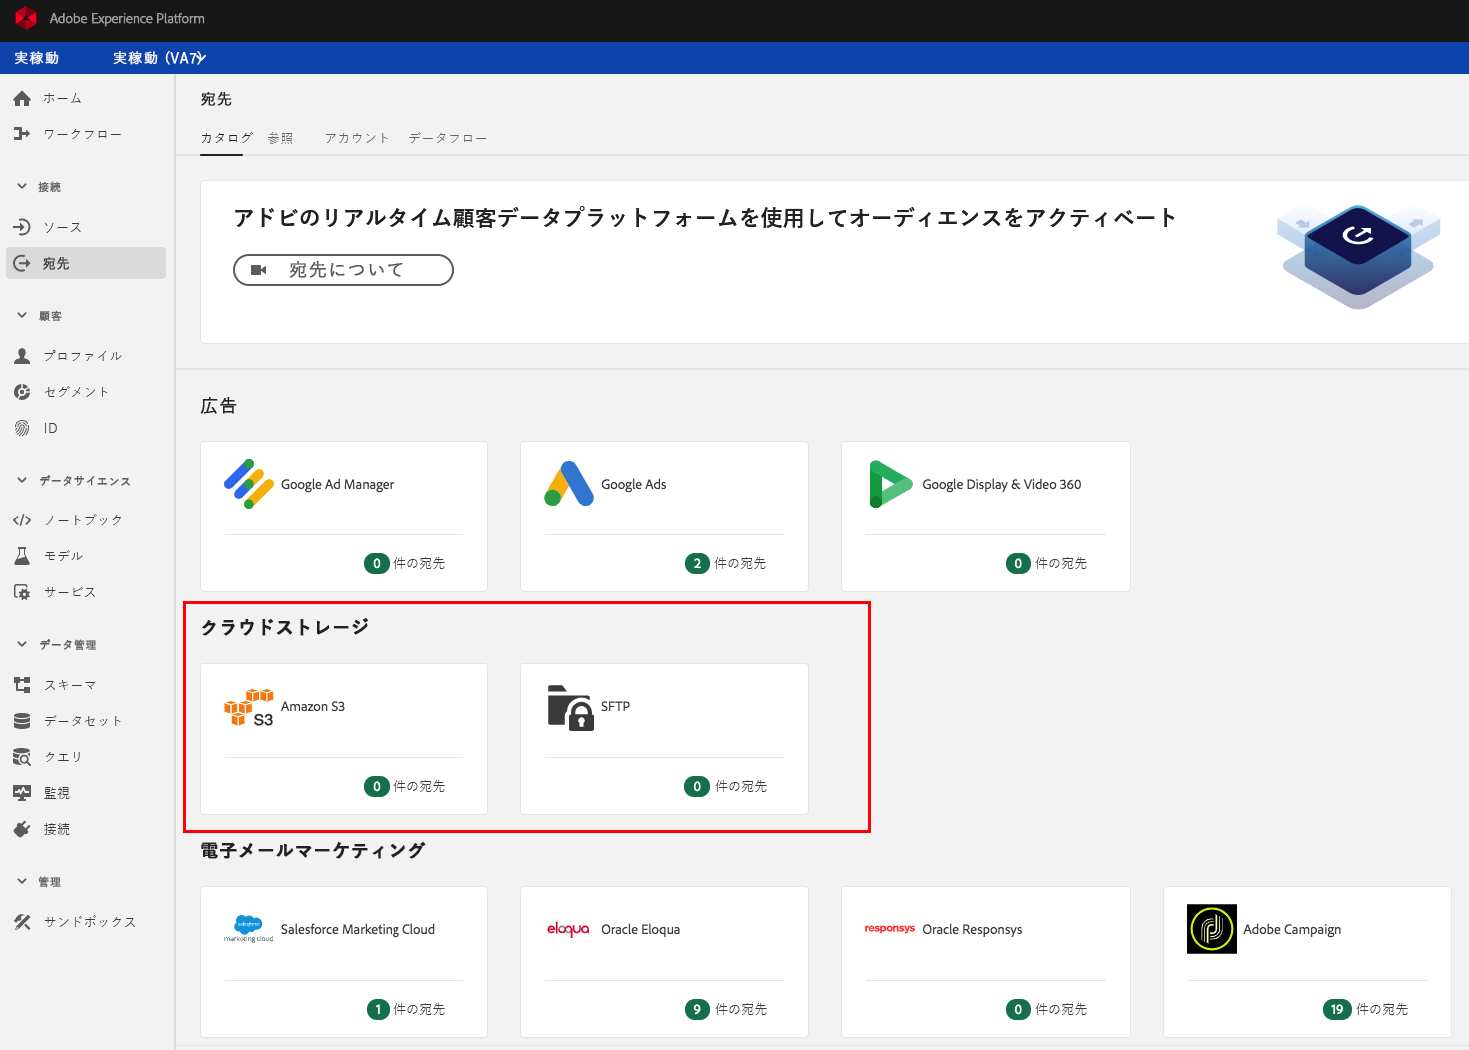 Adobe Experience Platform
実稼動 実稼動 (VA7)
ホーム
ワークフロー
接続
ソース
宛先
顧客
プロファイル
セグメント
ID
データサイエンス
ノートブック
モデル
サービス
データ管理
スキーマ
データセット
クエリ
監視
接続
管理
サンドボックス
宛先
カタログ 参照 アカウント データフロー
アドビのリアルタイム顧客データプラットフォームを使用してオーディエンスをアクティベート
宛先について
広告
Google Ad Manager
0 件の宛先
Google Ads
2 件の宛先
Google Display & Video 360
0 件の宛先
クラウドストレージ
S3 Amazon S3
0 件の宛先
SFTP
0 件の宛先
電子メールマーケティング
salesforce
marketing cloud
Salesforce Marketing Cloud
1 件の宛先
eloqua Oracle Eloqua
9 件の宛先
responsys Oracle Responsys
0 件の宛先
Adobe Campaign
19 件の宛先